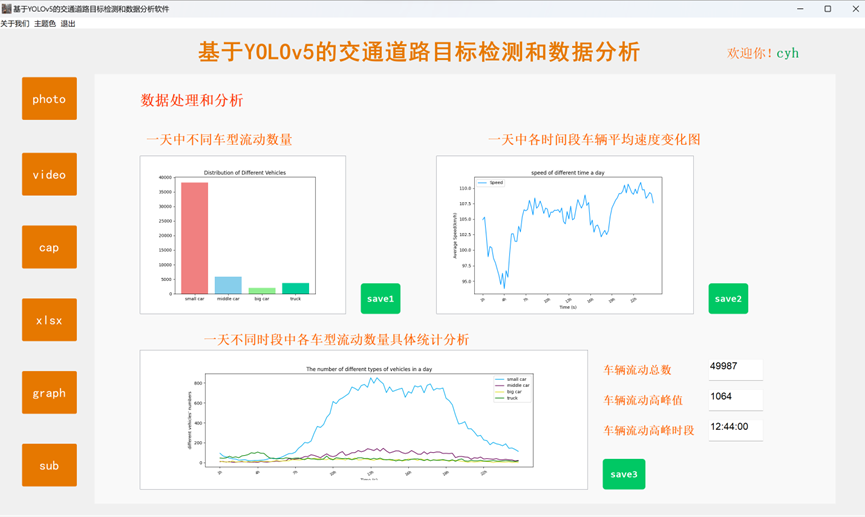 基于YOLOv5的交通道路目标检测和数据分析软件
关于我们 主题色 退出
基于YOLOv5的交通道路目标检测和数据分析
欢迎你！cyh
photo
video
cap
xlsx
graph
sub
数据处理和分析
一天中不同车型流动数量
Distribution of Different Vehicles
40000
35000
30000
25000
20000
15000
10000
5000
0
small car middle car big car truck
save1
一天中各时间段车辆平均速度变化图
speed of different time a day
Speed
Average Speed(km/h)
110.0
107.5
105.0
102.5
100.0
97.5
95.0
Time (s)
save2
一天不同时段中各车型流动数量具体统计分析
The number of different types of vehicles in a day
different vehicles' numbers
800
600
400
200
0
small car
middle car
big car
truck
车辆流动总数 49987
车辆流动高峰值 1064
车辆流动高峰时段 12:44:00
save3